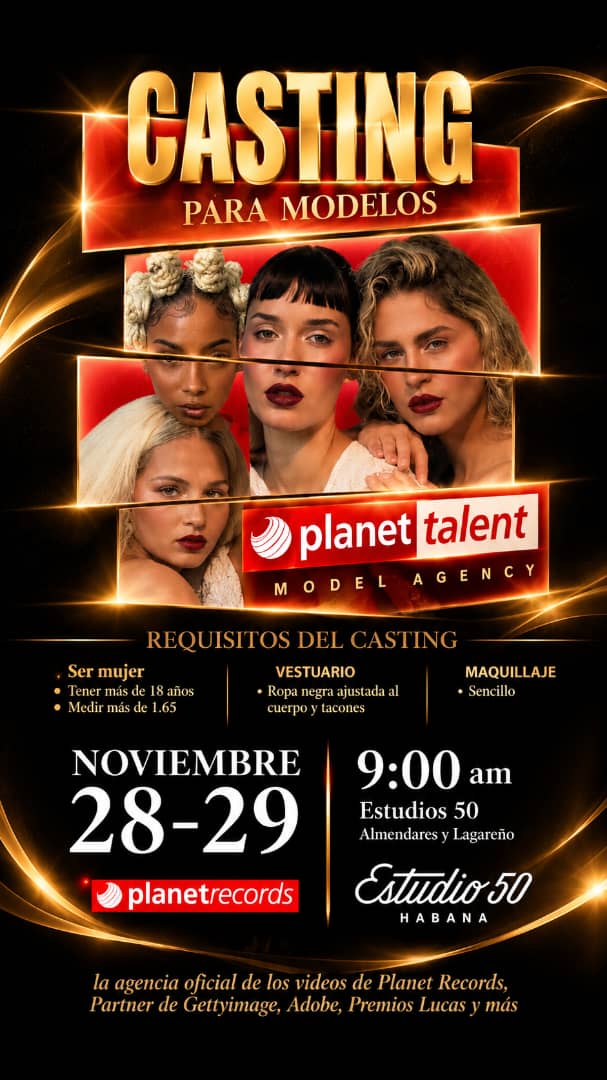 CASTING
PARA MODELOS
planet talent
MODEL AGENCY
REQUISITOS DEL CASTING
Ser mujer
• Tener más de 18 años
• Medir más de 1.65
VESTUARIO
• Ropa negra ajustada al
cuerpo y tacones
MAQUILLAJE
• Sencillo
NOVIEMBRE
28-29
planetrecords
9:00 am
Estudios 50
Almendares y Lagareño
Estudio 50
HABANA
la agencia oficial de los videos de Planet Records,
Partner de Gettyimage, Adobe, Premios Lucas y más